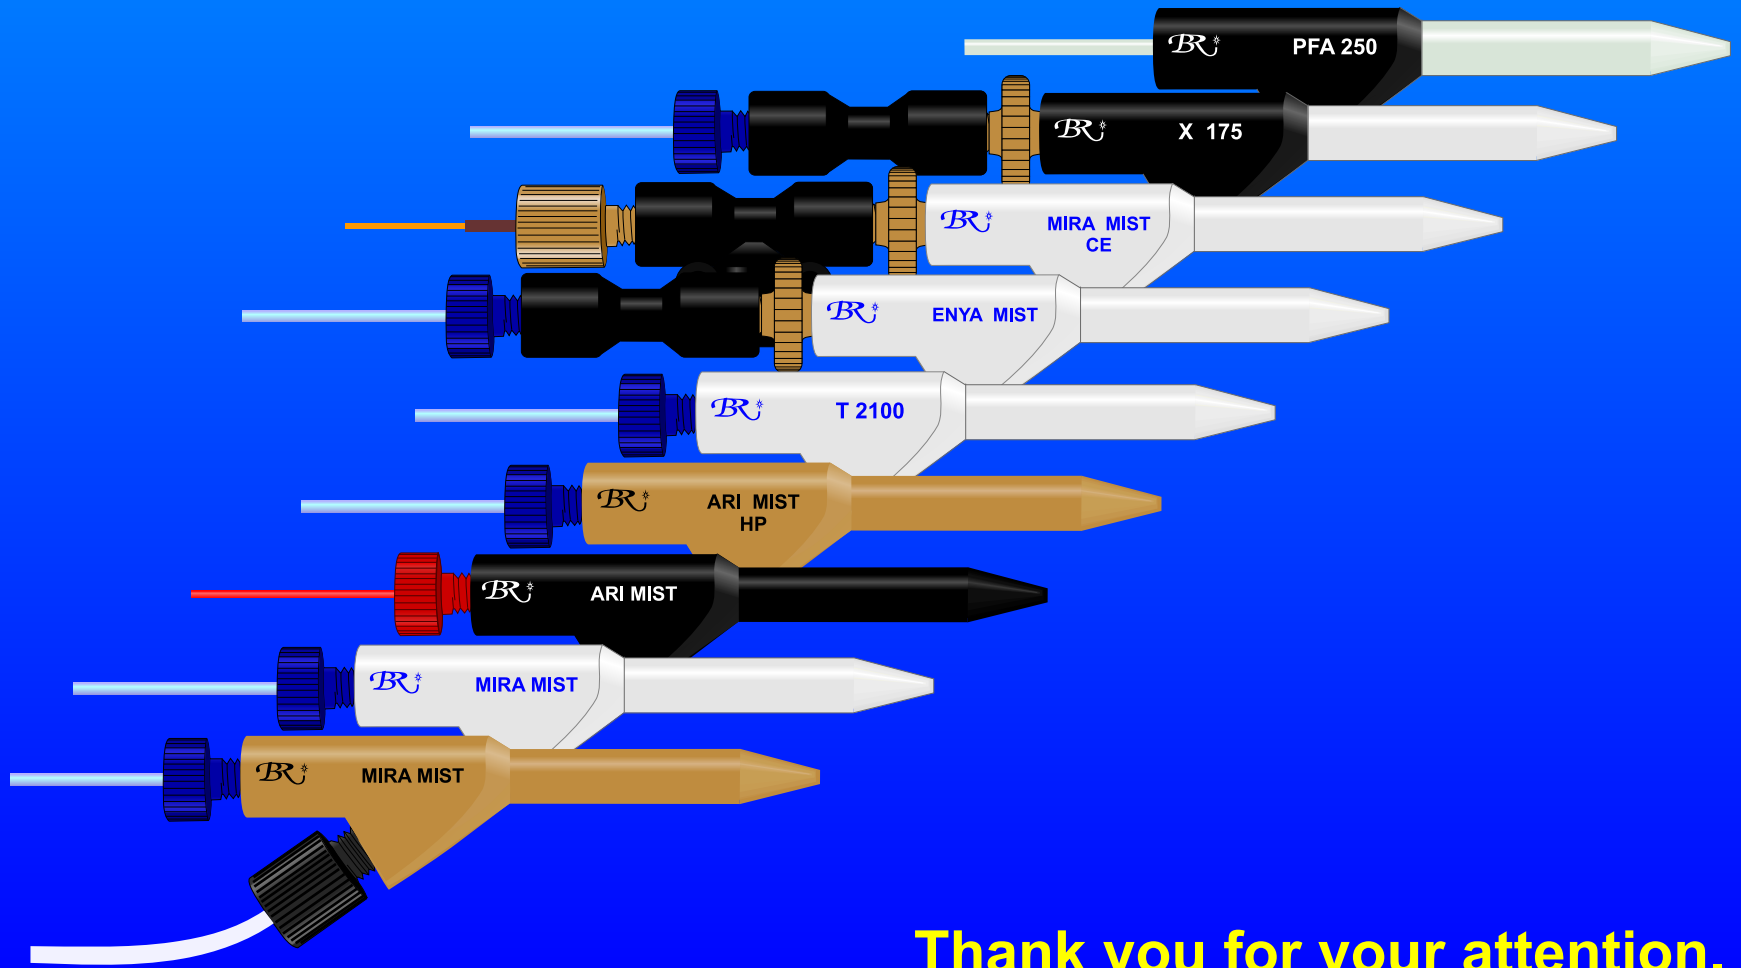 BR PFA 250
BR X 175
BR MIRA MIST
CE
BR ENYA MIST
BR T 2100
BR ARI MIST
HP
BR ARI MIST
BR MIRA MIST
BR MIRA MIST
Thank you for your attention.